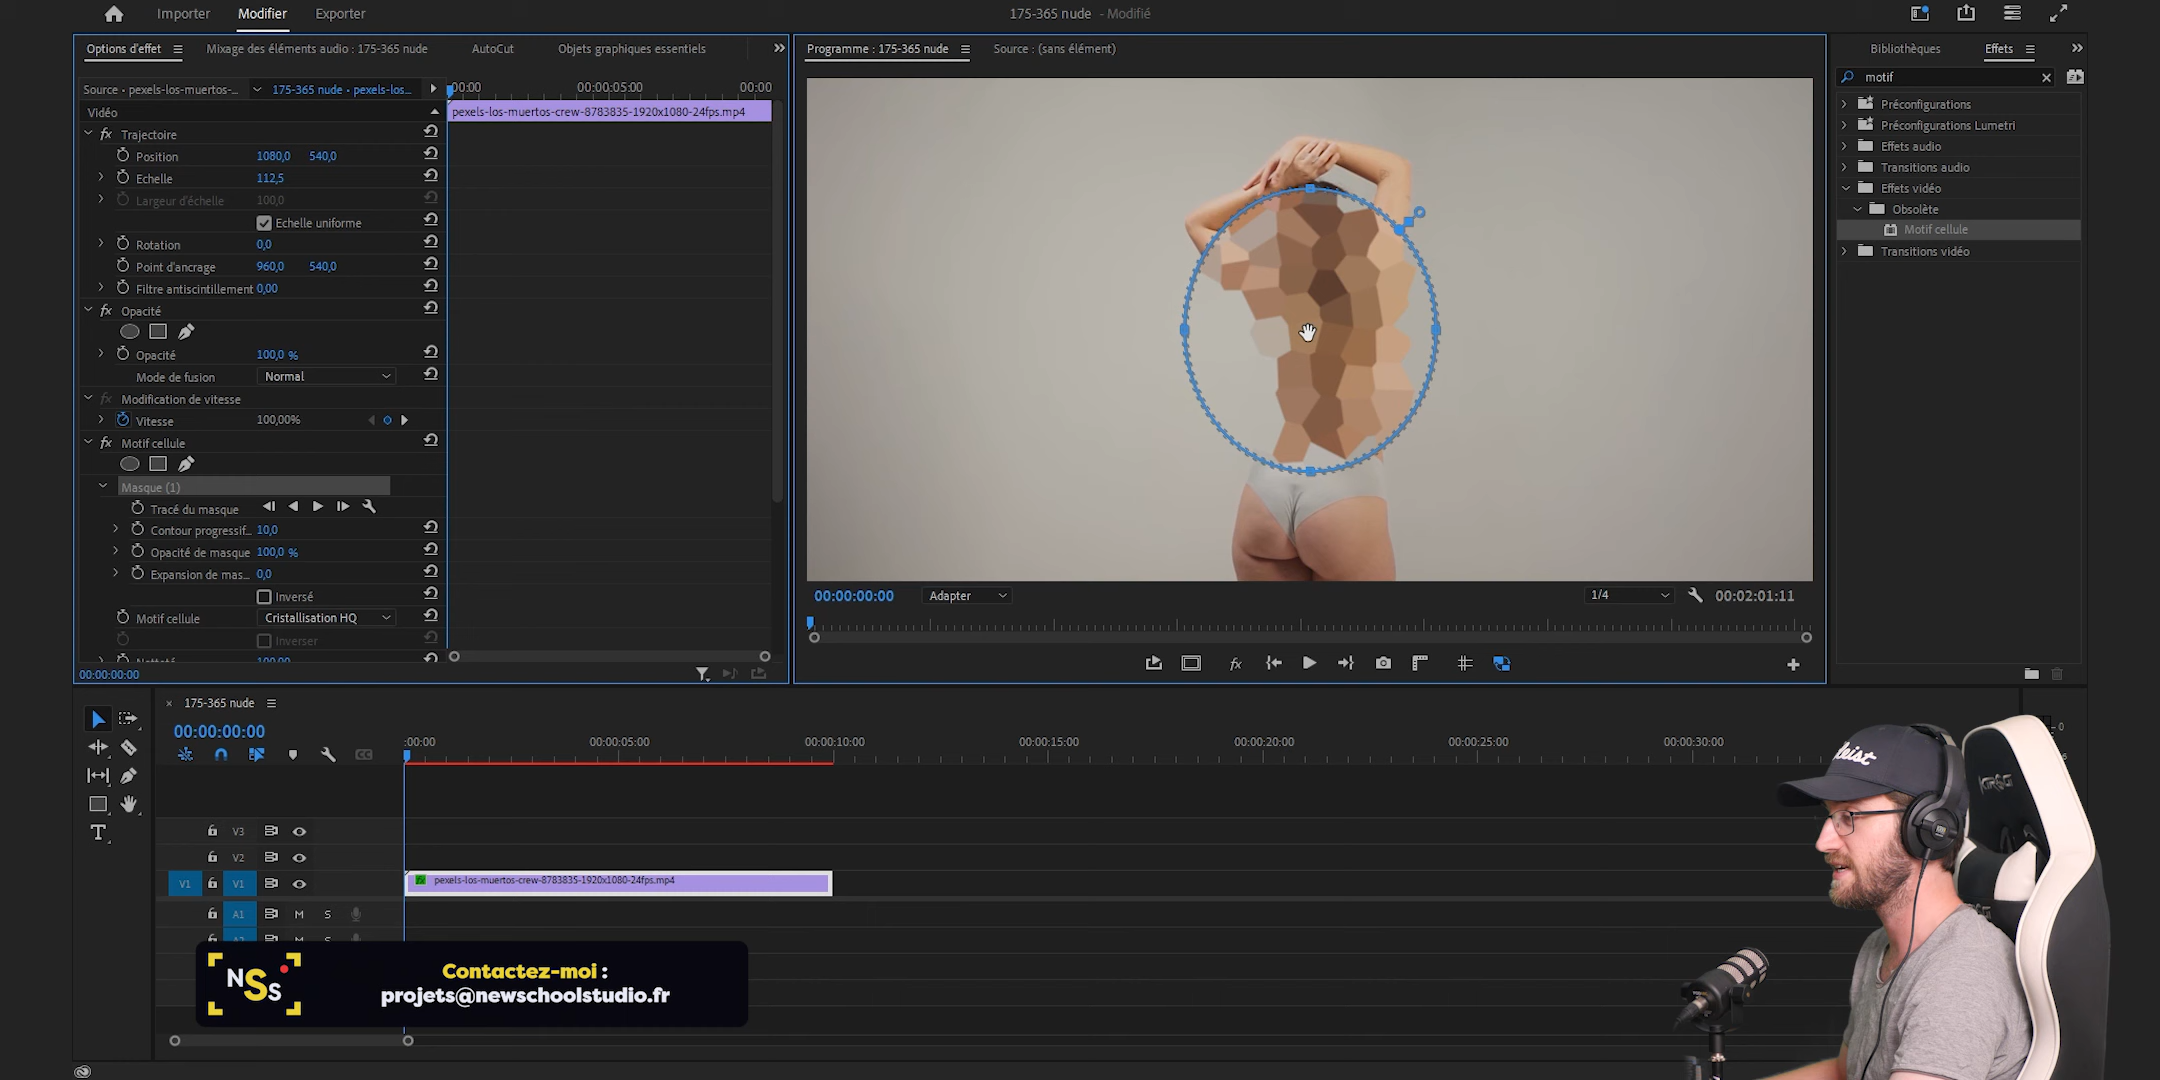 Importer Modifier Exporter 175-365 nude - Modifié
Options d'effet Mixage des éléments audio : 175-365 nude AutoCut Objets graphiques essentiels
Source • pexels-los-muertos-... 175-365 nude • pexels-los...
Vidéo
Trajectoire
Position 1080,0 540,0
Echelle 112,5
Largeur d'échelle 100,0
Echelle uniforme
Rotation 0,0
Point d'ancrage 960,0 540,0
Filtre antiscintillement 0,00
Opacité
Opacité 100,0 %
Mode de fusion Normal
Modification de vitesse
Vitesse 100,00%
Motif cellule
Masque (1)
Tracé du masque
Contour progressif... 10,0
Opacité de masque 100,0 %
Expansion de mas... 0,0
Inversé
Motif cellule Cristallisation HQ
Inverser
00:00:00:00
:00:00 00:00:05:00 00:00
pexels-los-muertos-crew-8783835-1920x1080-24fps.mp4
Programme : 175-365 nude Source : (sans élément)
00:00:00:00 Adapter 1/4 00:02:01:11
Bibliothèques Effets
motif
Préconfigurations
Préconfigurations Lumetri
Effets audio
Transitions audio
Effets vidéo
Obsolète
Motif cellule
Transitions vidéo
175-365 nude
00:00:00:00
:00:00 00:00:05:00 00:00:10:00 00:00:15:00 00:00:20:00 00:00:25:00 00:00:30:00
V3
V2
V1 V1 pexels-los-muertos-crew-8783835-1920x1080-24fps.mp4
A1 M S
NSS
Contactez-moi :
projets@newschoolstudio.fr